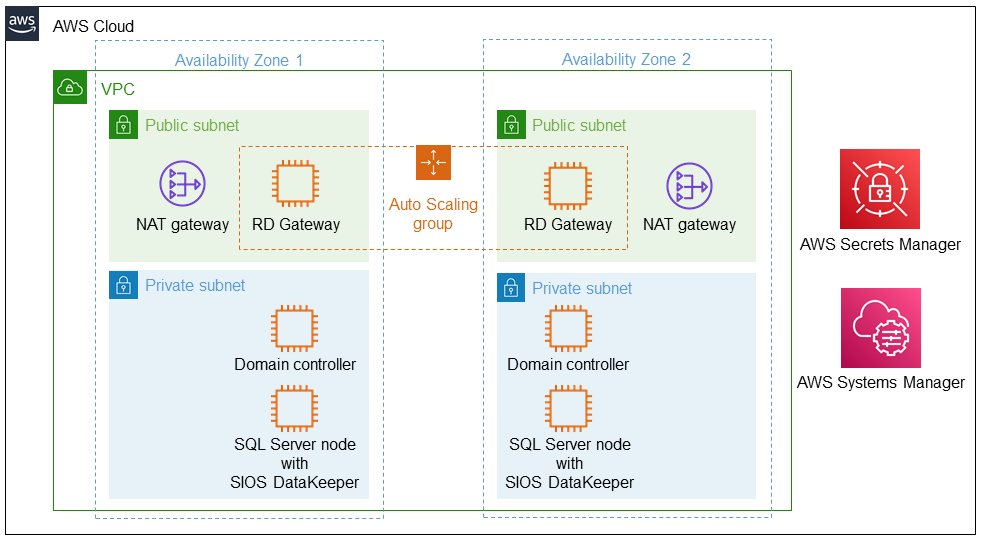 aws
AWS Cloud
Availability Zone 1
Availability Zone 2
VPC
Public subnet
Public subnet
NAT gateway
RD Gateway
Auto Scaling
group
RD Gateway
NAT gateway
AWS Secrets Manager
Private subnet
Private subnet
Domain controller
Domain controller
AWS Systems Manager
SQL Server node
with
SIOS DataKeeper
SQL Server node
with
SIOS DataKeeper